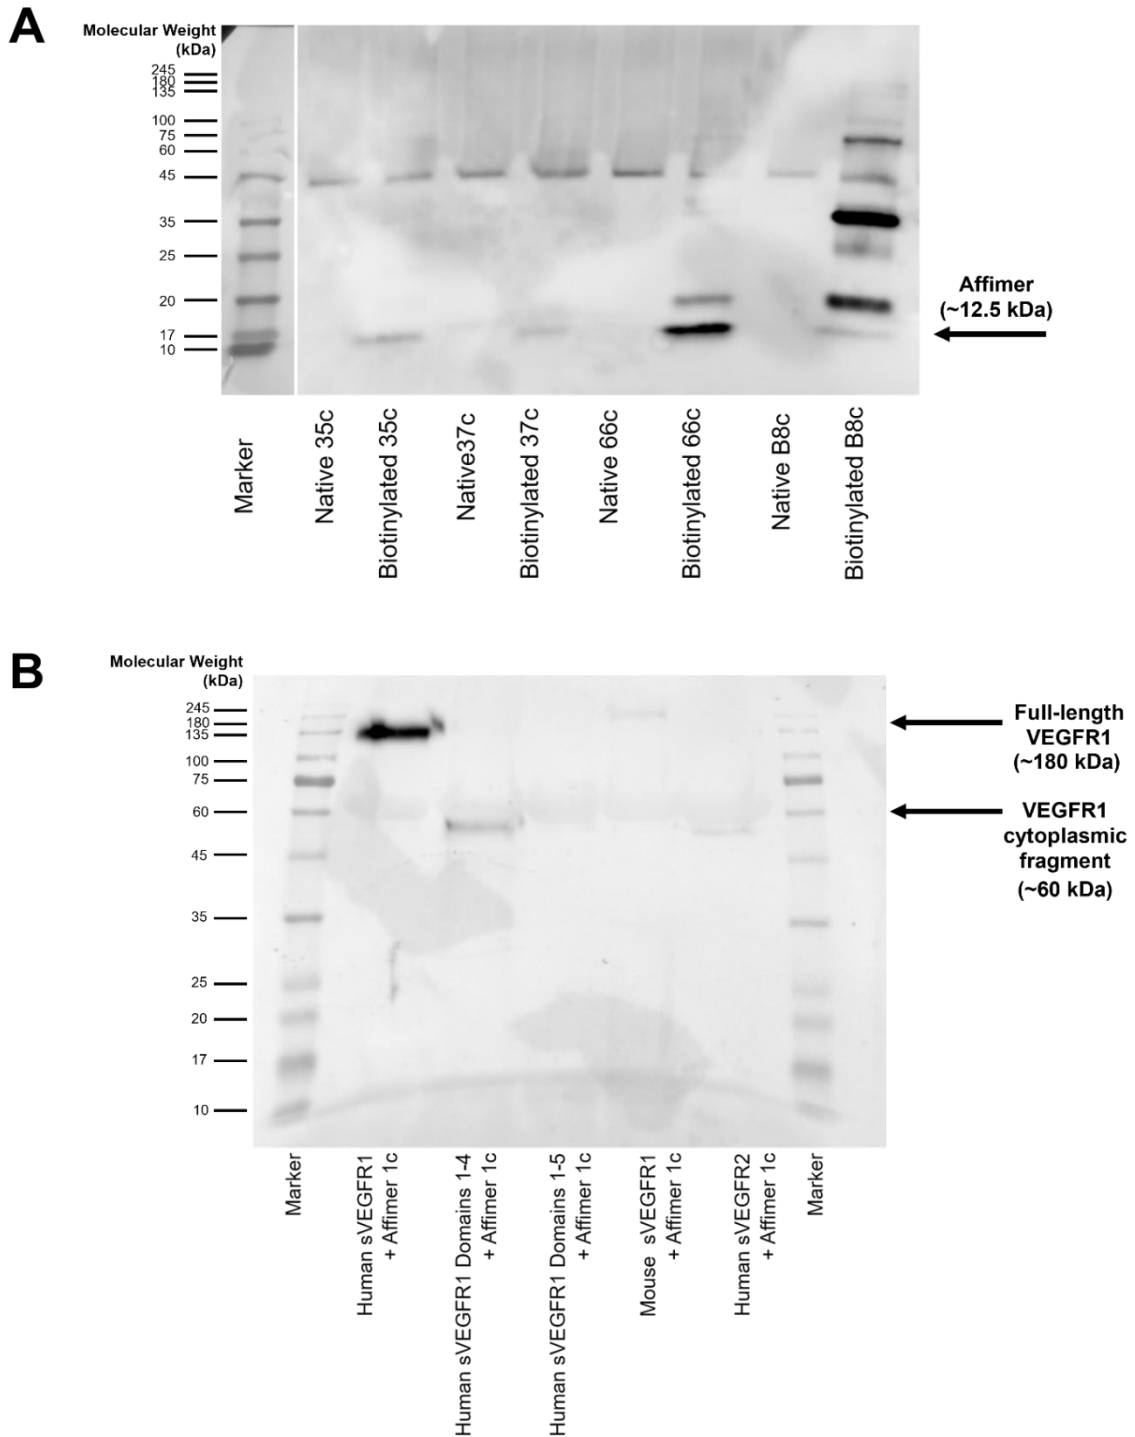 A
Molecular Weight
(kDa)
245
180
135
100
75
60
45
35
25
20
17
10
Affimer
(~12.5 kDa)
Marker
Native 35c
Biotinylated 35c
Native37c
Biotinylated 37c
Native 66c
Biotinylated 66c
Native B8c
Biotinylated B8c
B
Molecular Weight
(kDa)
245
180
135
100
75
60
45
35
25
20
17
10
Full-length
VEGFR1
(~180 kDa)
VEGFR1
cytoplasmic
fragment
(~60 kDa)
Marker
Human sVEGFR1
+ Affimer 1c
Human sVEGFR1 Domains 1-4
+ Affimer 1c
Human sVEGFR1 Domains 1-5
+ Affimer 1c
Mouse sVEGFR1
+ Affimer 1c
Human sVEGFR2
+ Affimer 1c
Marker